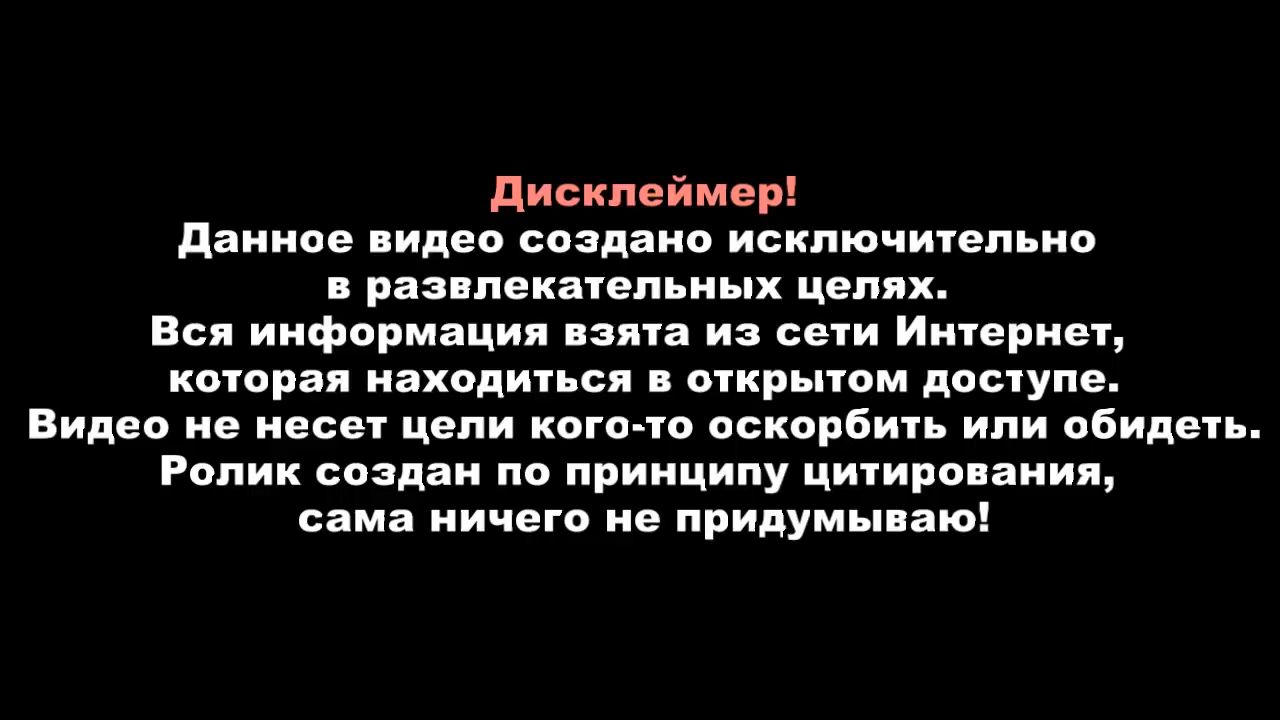 Дисклеймер!
Данное видео создано исключительно
в развлекательных целях.
Вся информация взята из сети Интернет,
которая находиться в открытом доступе.
Видео не несет цели кого-то оскорбить или обидеть.
Ролик создан по принципу цитирования,
сама ничего не придумываю!